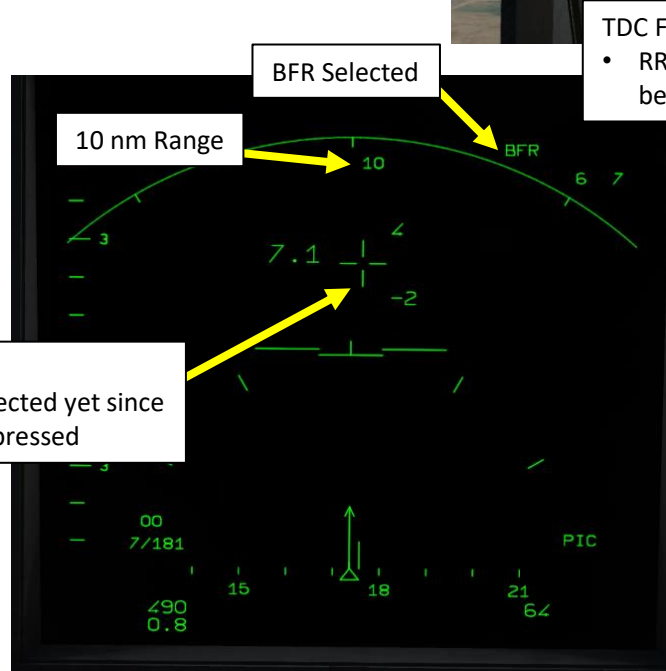 TDC F
• RR
be
BFR Selected
10 nm Range
BFR
10
6 7
3
4
7.1
-2
ected yet since
pressed
3
00
7/181
PIC
15
18
21
490
64
0.8